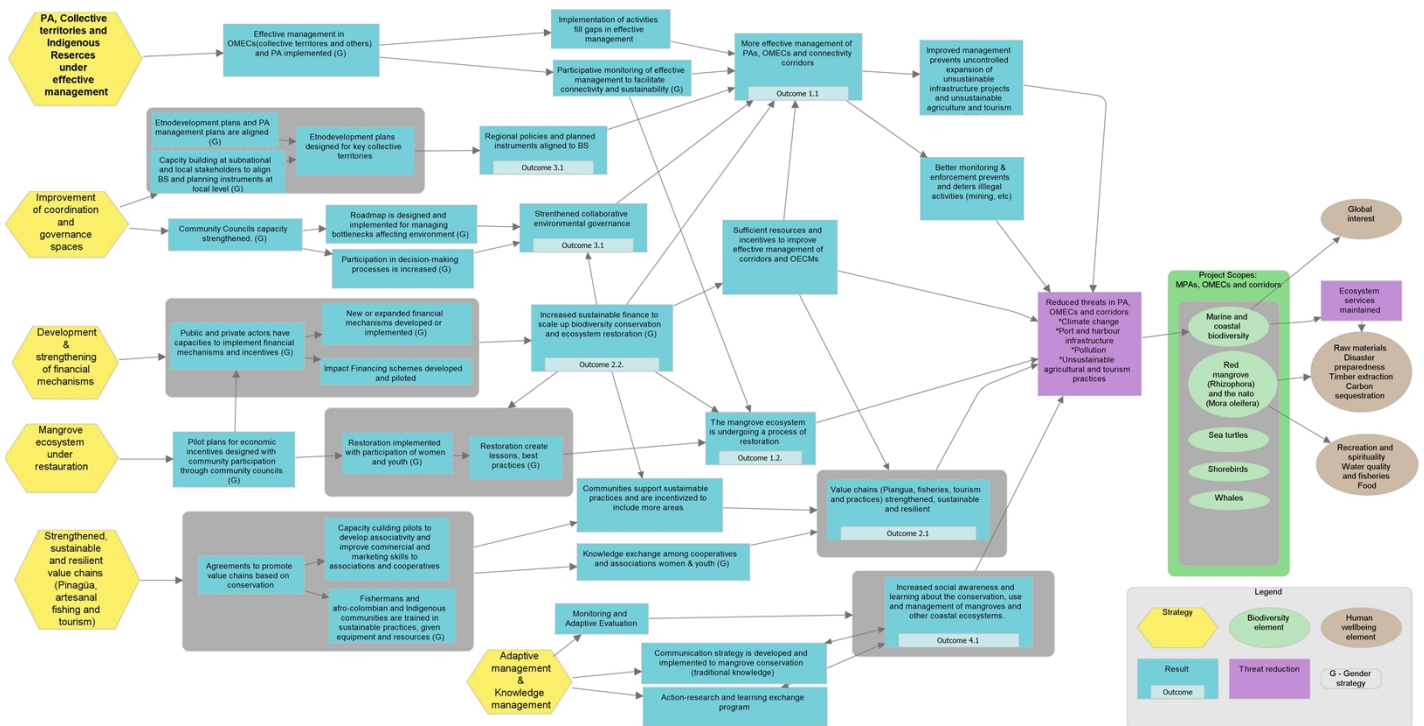 PA, Collective
territories and
Indigenous
Reserces
under
effective
management
Effective management in
OMECs(collective territores and others)
and PA implemented (G)
Implementation of activities
fill gaps in effective
management
Participative monitoring of effective
management to facilitate
connectivity and sustainability (G)
More effective management of
PAs, OMECs and connectivity
corridors
Outcome 1.1
Improved management
prevents uncontrolled
expansion of
unsustainable
infrastructure projects
and unsustainable
agriculture and tourism
Etnodevelopment plans and PA
management plans are aligned
(G)
Capcity building at subnational
and local stakeholders to align
BS and planning instruments at
local level (G)
Etnodevelopment plans
designed for key collective
territories
Regional policies and planned
instruments aligned to BS
Outcome 3.1
Better monitoring &
enforcement prevents
and deters illlegal
activities (mining, etc)
Improvement
of coordination
and
governance
spaces
Community Councils capacity
strengthened. (G)
Roadmap is designed and
implemented for managing
bottlenecks affecting environment (G)
Participation in decision-making
processes is increased (G)
Strenthened collaborative
environmental governance
Outcome 3.1
Sufficient resources and
incentives to improve
effective management of
corridors and OECMs
Global
interest
Project Scopes:
MPAs, OMECs and corridors
Marine and
coastal
biodiversity
Red
mangrove
(Rhizophora)
and the nato
(Mora oleifera)
Sea turtles
Shorebirds
Whales
Ecosystem
services
maintained
Raw materials
Disaster
preparedness
Timber extraction
Carbon
sequestration
Recreation and
spirituality
Water quality
and fisheries
Food
Reduced threats in PA,
OMECs and corridors
*Climate change
*Port and harbour
infrastructure
*Pollution
*Unsustainable
agricultural and tourism
practices
Development
&
strengthening
of financial
mechanisms
Public and private actors have
capacities to implement financial
mechanisms and incentives (G)
New or expanded financial
mechanisms developed or
implemented (G)
Impact Financing schemes developed
and piloted
Increased sustainable finance to
scale up biodiversity conservation
and ecosystem restoration (G)
Outcome 2.2.
Mangrove
ecosystem
under
restauration
Pilot plans for economic
incentives designed with
community participation
through community councils
(G)
Restoration implemented
with participation of women
and youth (G)
Restoration create
lessons, best
practices (G)
The mangrove ecosystem
is undergoing a process of
restoration
Outcome 1.2.
Strengthened,
sustainable
and resilient
value chains
(Pinagüa,
artesanal
fishing and
tourism)
Agreements to promote
value chains based on
conservation
Capacity cuilding pilots to
develop associativity and
improve commercial and
marketing skills to
associations and cooperatives
Fishermans and
afro-colombian and Indigenous
communities are trained in
sustainable practices, given
equipment and resources (G)
Communities support sustaimable
practices and are incentivized to
include more areas
Knowledge exchange among cooperatives
and associations women & youth (G)
Value chains (Piangua, fisheries, tourism
and practices) strengthened, sustainable
and resilient
Outcome 2.1
Adaptive
management
&
Knowledge
management
Monitoring and
Adaptive Evaluation
Communication strategy is developed and
implemented to mangrove conservation
(traditional knowledge)
Action-research and learning exchange
program
Increased social awareness and
learning about the conservation, use
and management of mangroves and
other coastal ecosystems.
Outcome 4.1
Legend
Strategy
Biodiversity
element
Human
wellbeing
element
Result
Outcome
Threat reduction
G - Gender
strategy